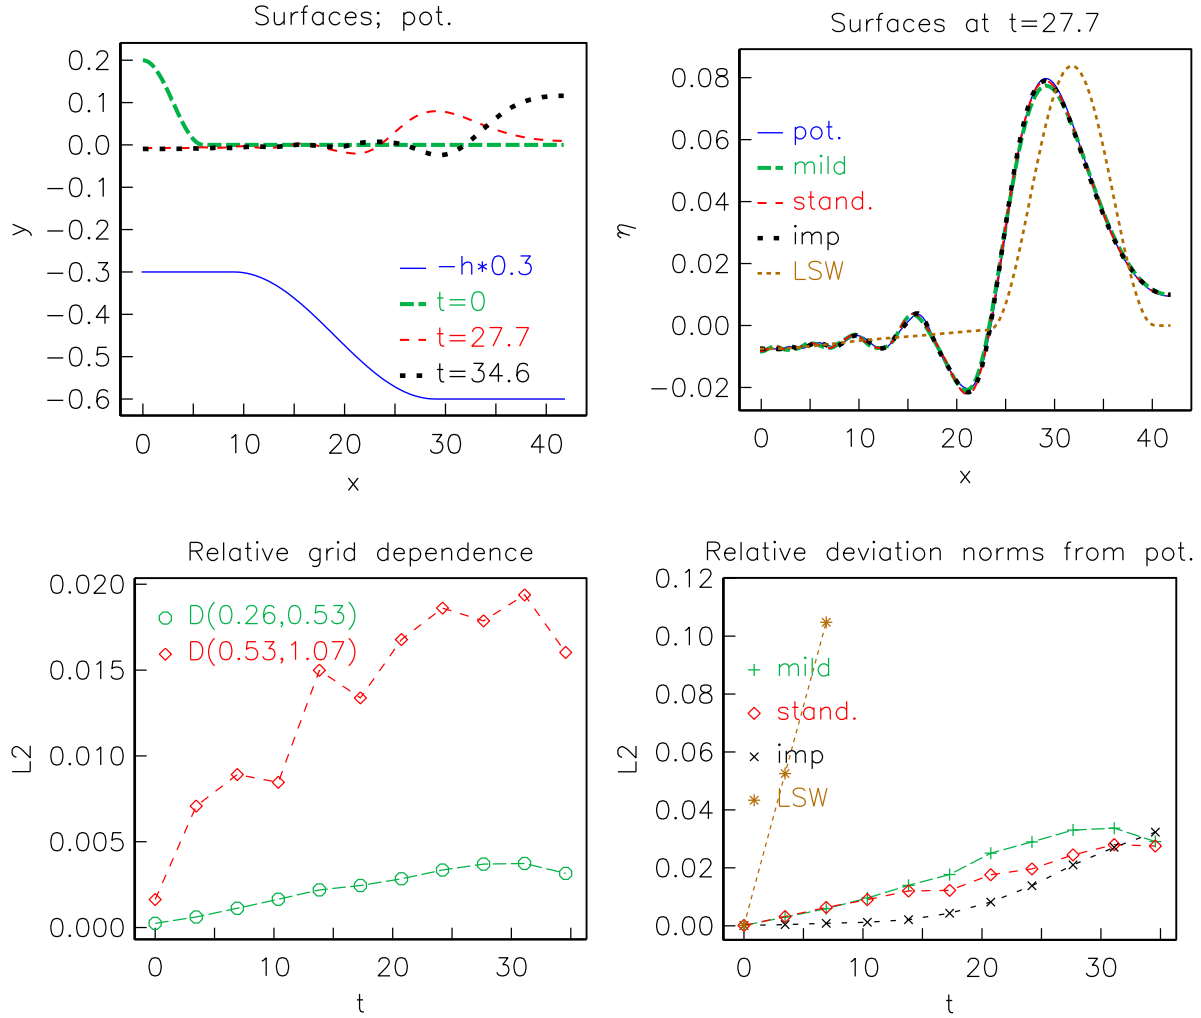 Surfaces; pot.
0.2
0.1
0.0
−0.1
−0.2
−0.3
−0.4
−0.5
−0.6
y
−h*0.3
t=0
t=27.7
t=34.6
0 10 20 30 40
x
Surfaces at t=27.7
0.08
0.06
0.04
0.02
0.00
−0.02
η
pot.
mild
stand.
imp
LSW
0 10 20 30 40
x
Relative grid dependence
0.020
0.015
0.010
0.005
0.000
L2
D(0.26,0.53)
D(0.53,1.07)
0 10 20 30
t
Relative deviation norms from pot.
0.12
0.10
0.08
0.06
0.04
0.02
0.00
L2
mild
stand.
imp
LSW
0 10 20 30
t